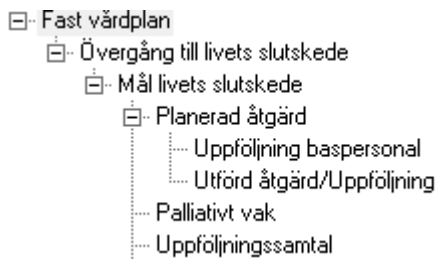 Fast vårdplan
Övergång till livets slutskede
Mål livets slutskede
Planerad åtgärd
Uppföljning baspersonal
Utförd åtgärd/Uppföljning
Palliativt vak
Uppföljningssamtal